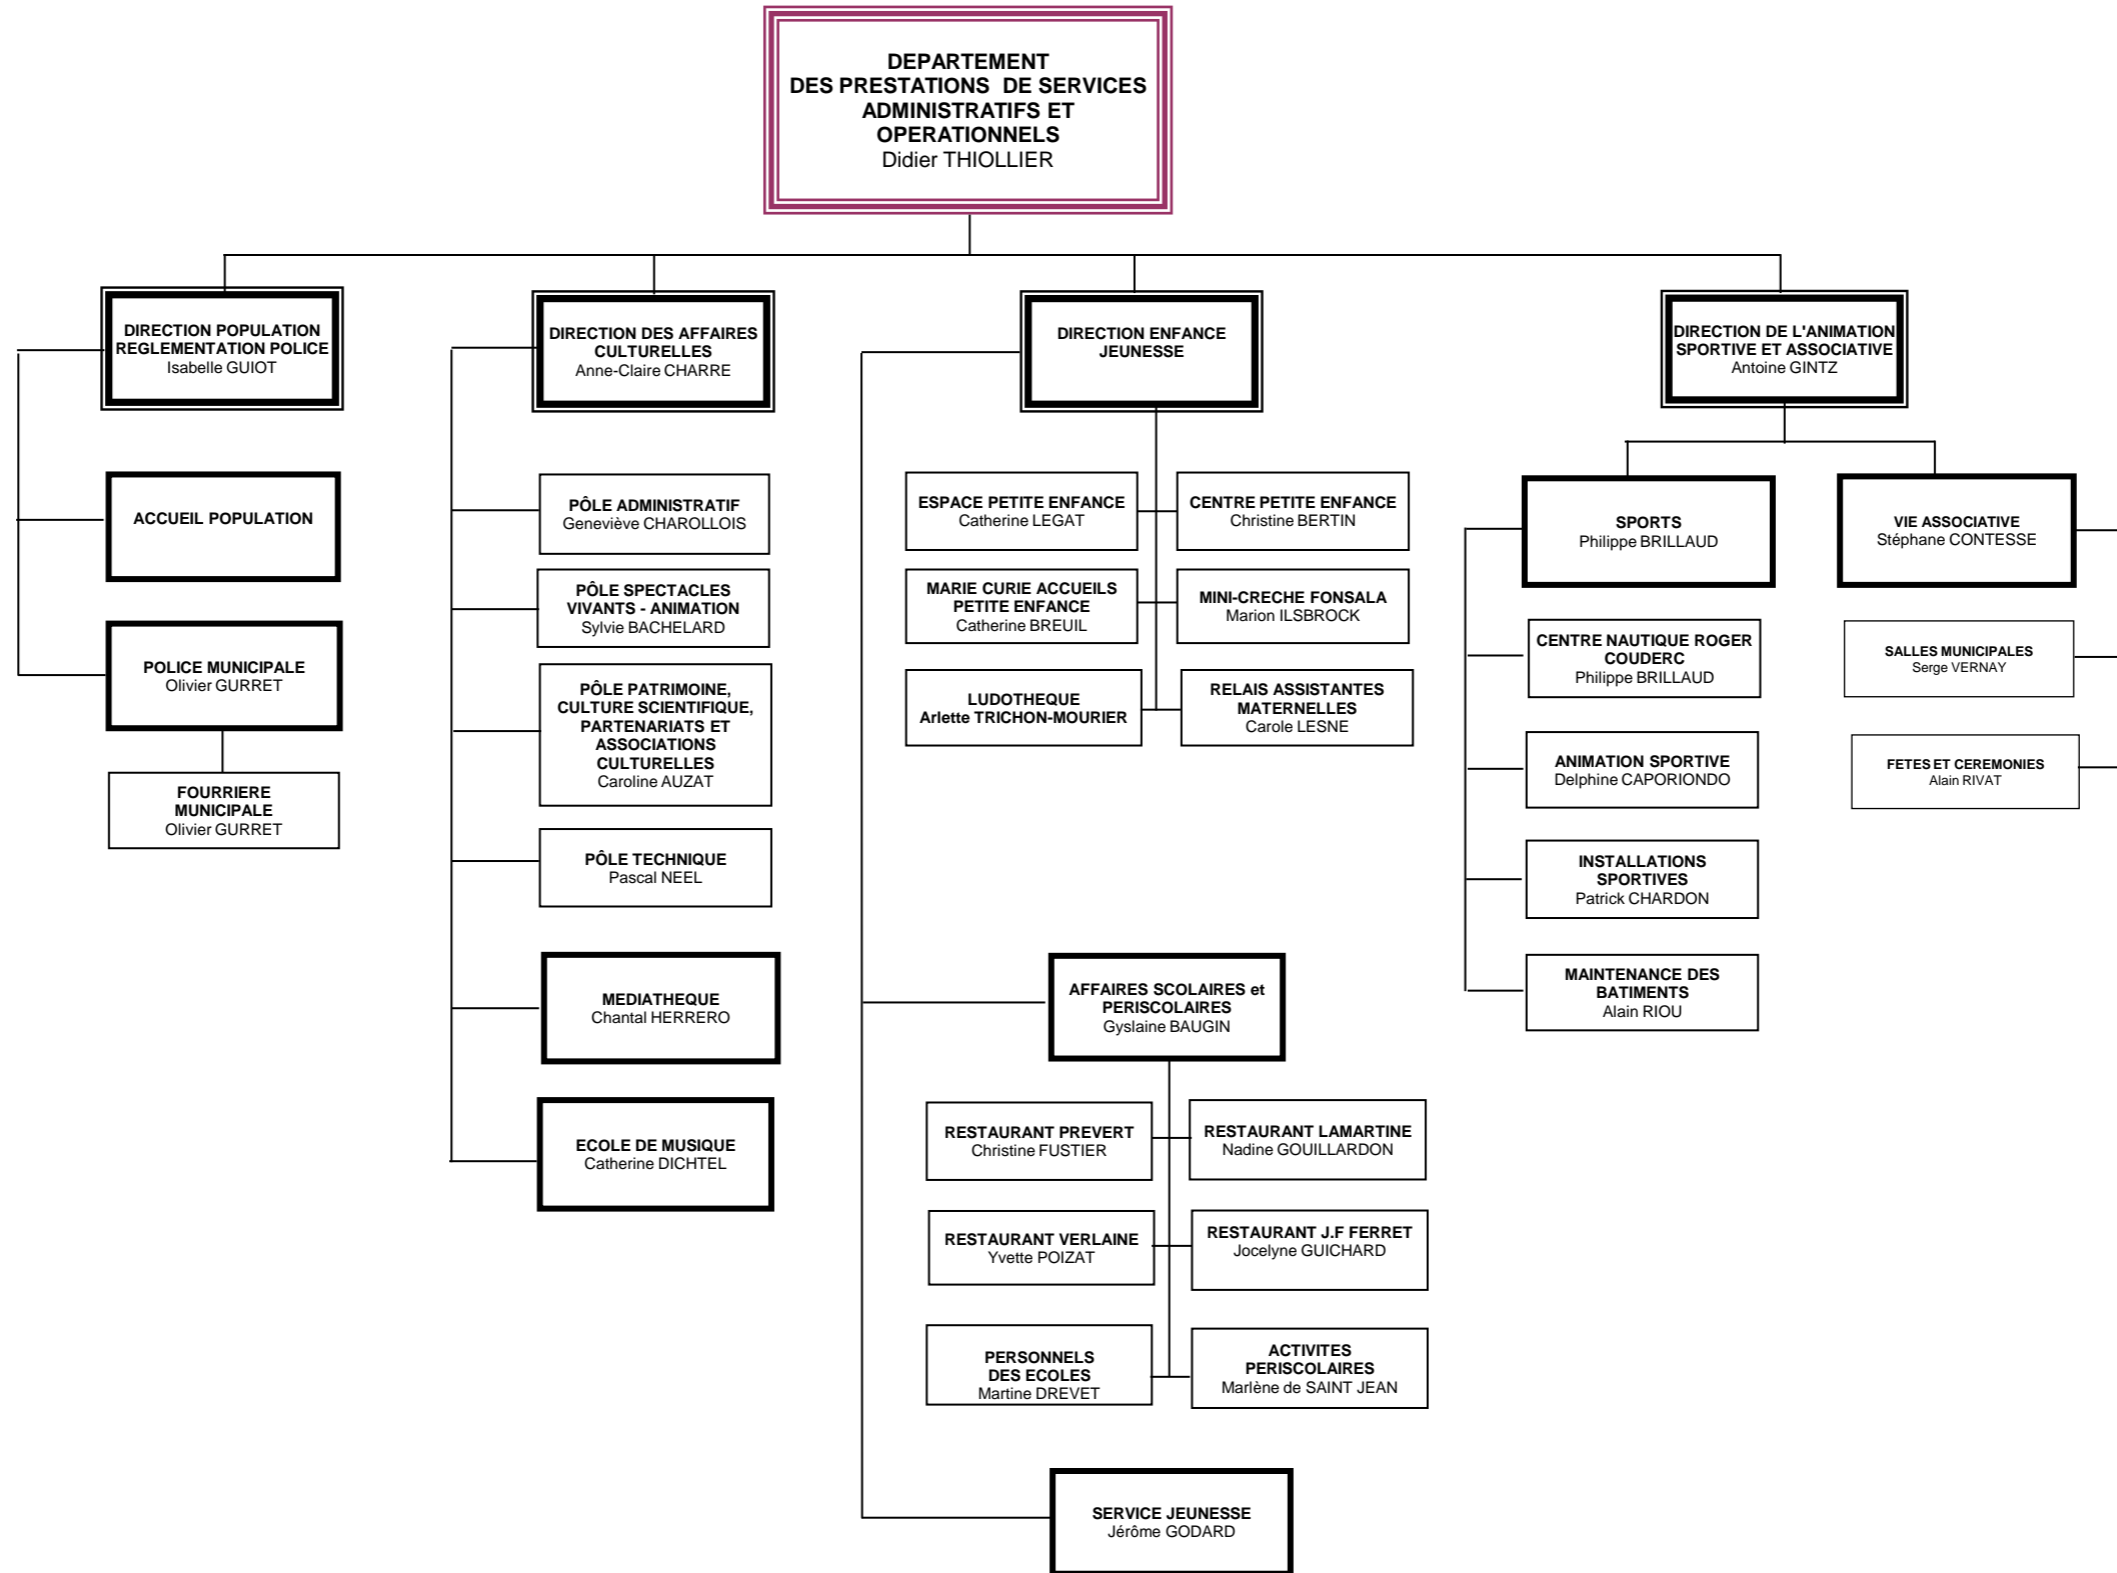 DEPARTEMENT
DES PRESTATIONS DE SERVICES
ADMINISTRATIFS ET
OPERATIONNELS
Didier THIOLLIER
DIRECTION POPULATION
REGLEMENTATION POLICE
Isabelle GUIOT
ACCUEIL POPULATION
POLICE MUNICIPALE
Olivier GURRET
FOURRIERE
MUNICIPALE
Olivier GURRET
DIRECTION DES AFFAIRES
CULTURELLES
Anne-Claire CHARRE
PÔLE ADMINISTRATIF
Geneviève CHAROLLOIS
PÔLE SPECTACLES
VIVANTS - ANIMATION
Sylvie BACHELARD
PÔLE PATRIMOINE,
CULTURE SCIENTIFIQUE,
PARTENARIATS ET
ASSOCIATIONS
CULTURELLES
Caroline AUZAT
PÔLE TECHNIQUE
Pascal NEEL
MEDIATHEQUE
Chantal HERRERO
ECOLE DE MUSIQUE
Catherine DICHTEL
DIRECTION ENFANCE
JEUNESSE
ESPACE PETITE ENFANCE
Catherine LEGAT
CENTRE PETITE ENFANCE
Christine BERTIN
MARIE CURIE ACCUEILS
PETITE ENFANCE
Catherine BREUIL
MINI-CRECHE FONSALA
Marion ILSBROCK
LUDOTHEQUE
Arlette TRICHON-MOURIER
RELAIS ASSISTANTES
MATERNELLES
Carole LESNE
AFFAIRES SCOLAIRES et
PERISCOLAIRES
Gyslaine BAUGIN
RESTAURANT PREVERT
Christine FUSTIER
RESTAURANT LAMARTINE
Nadine GOUILLARDON
RESTAURANT VERLAINE
Yvette POIZAT
RESTAURANT J.F FERRET
Jocelyne GUICHARD
PERSONNELS
DES ECOLES
Martine DREVET
ACTIVITES
PERISCOLAIRES
Marlène de SAINT JEAN
SERVICE JEUNESSE
Jérôme GODARD
DIRECTION DE L'ANIMATION
SPORTIVE ET ASSOCIATIVE
Antoine GINTZ
SPORTS
Philippe BRILLAUD
CENTRE NAUTIQUE ROGER
COUDERC
Philippe BRILLAUD
ANIMATION SPORTIVE
Delphine CAPORIONDO
INSTALLATIONS
SPORTIVES
Patrick CHARDON
MAINTENANCE DES
BATIMENTS
Alain RIOU
VIE ASSOCIATIVE
Stéphane CONTESSE
SALLES MUNICIPALES
Serge VERNAY
FETES ET CEREMONIES
Alain RIVAT